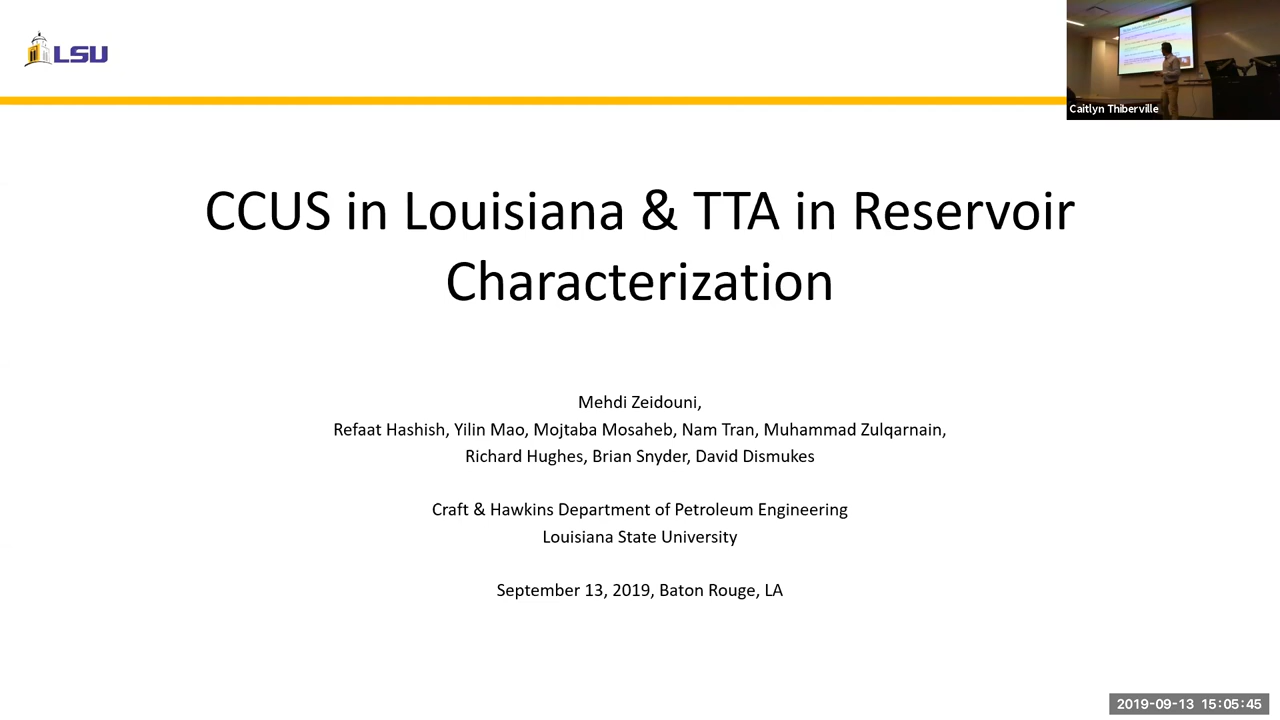 LSU
Caitlyn Thiberville
CCUS in Louisiana & TTA in Reservoir
Characterization
Mehdi Zeidouni,
Refaat Hashish, Yilin Mao, Mojtaba Mosaheb, Nam Tran, Muhammad Zulqarnain,
Richard Hughes, Brian Snyder, David Dismukes
Craft & Hawkins Department of Petroleum Engineering
Louisiana State University
September 13, 2019, Baton Rouge, LA
2019-09-13 15:05:45